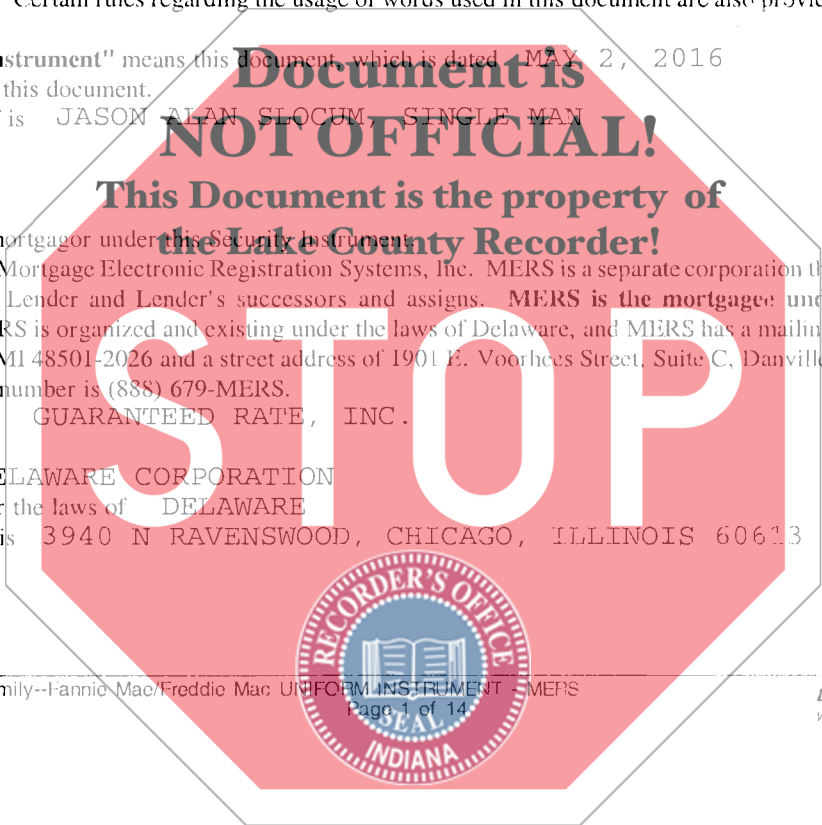 Certain rules regarding the usage of words used in this document are also provi
strument" means this document, which is dated MAY 2, 2016
Document is
this document.
is JASON ALAN SLOCUM, SINGLE MAN
NOT OFFICIAL!
This Document is the property of
ortgagor under this Security Instrument.
the Lake County Recorder!
Mortgage Electronic Registration Systems, Inc. MERS is a separate corporation th
Lender and Lender's successors and assigns. MERS is the mortgagee und
RS is organized and existing under the laws of Delaware, and MERS has a mailin
MI 48501-2026 and a street address of 1901 E. Voorhees Street, Suite C, Danville
number is (888) 679-MERS.
STOP
GUARANTEED RATE, INC.
ELAWARE CORPORATION
r the laws of DELAWARE
is 3940 N RAVENSWOOD, CHICAGO, ILLINOIS 60613
RECORDER'S OFFICE
SEAL
INDIANA
mily--Fannie Mae/Freddie Mac UNIFORM INSTRUMENT - MERS
Page 1 of 14